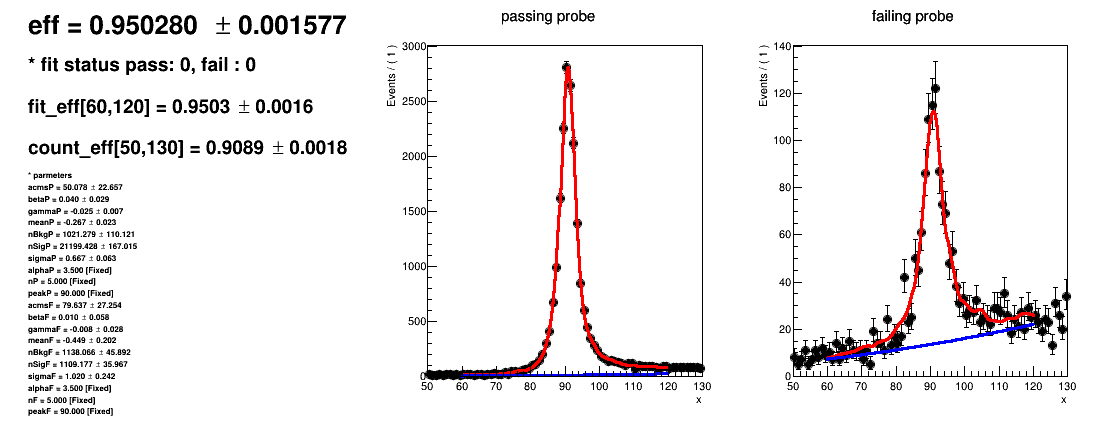 eff = 0.950280 ± 0.001577
* fit status pass: 0, fail : 0
fit_eff[60,120] = 0.9503 ± 0.0016
count_eff[50,130] = 0.9089 ± 0.0018
* parmeters
acmsP = 50.078 ± 22.657
betaP = 0.040 ± 0.029
gammaP = -0.025 ± 0.007
meanP = -0.267 ± 0.023
nBkgP = 1021.279 ± 110.121
nSigP = 21199.428 ± 167.015
sigmaP = 0.667 ± 0.063
alphaP = 3.500 [Fixed]
nP = 5.000 [Fixed]
peakP = 90.000 [Fixed]
acmsF = 79.637 ± 27.254
betaF = 0.010 ± 0.058
gammaF = -0.008 ± 0.028
meanF = -0.449 ± 0.202
nBkgF = 1138.066 ± 45.892
nSigF = 1109.177 ± 35.967
sigmaF = 1.020 ± 0.242
alphaF = 3.500 [Fixed]
nF = 5.000 [Fixed]
peakF = 90.000 [Fixed]
passing probe
Events / ( 1 )
3000
2500
2000
1500
1000
500
0
50 60 70 80 90 100 110 120 130
x
failing probe
Events / ( 1 )
140
120
100
80
60
40
20
0
50 60 70 80 90 100 110 120 130
x